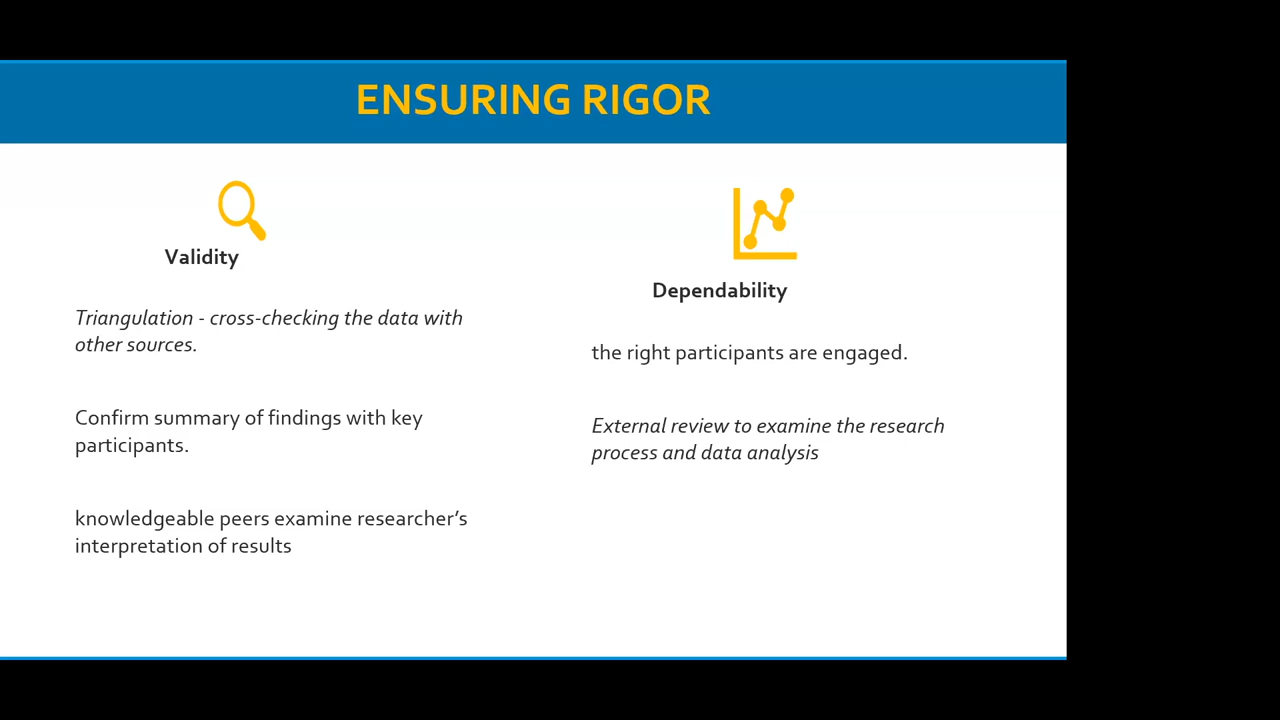 ENSURING RIGOR
Validity
Triangulation - cross-checking the data with
other sources.
Confirm summary of findings with key
participants.
knowledgeable peers examine researcher’s
interpretation of results
Dependability
the right participants are engaged.
External review to examine the research
process and data analysis